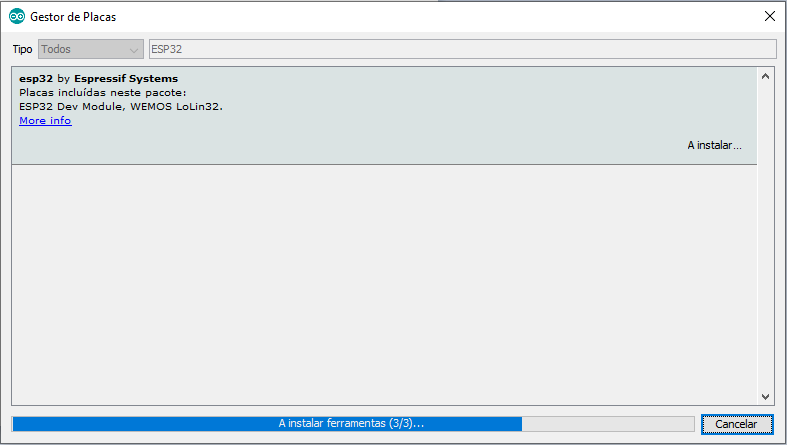 Gestor de Placas
Tipo Todos ESP32
esp32 by Espressif Systems
Placas incluídas neste pacote:
ESP32 Dev Module, WEMOS LoLin32.
More info
A instalar...
A instalar ferramentas (3/3)...
Cancelar